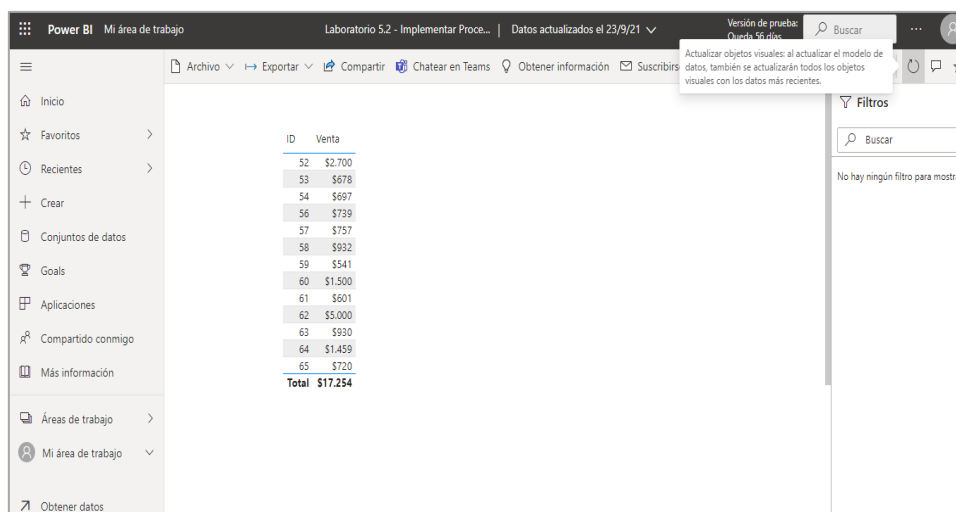 Power BI Mi área de trabajo Laboratorio 5.2 - Implementar Proce... | Datos actualizados el 23/9/21 Versión de prueba: Buscar ...
Queda 56 días
Archivo Exportar Compartir Chatear en Teams Obtener información Suscribirs
Actualizar objetos visuales: al actualizar el modelo de
datos, también se actualizarán todos los objetos
visuales con los datos más recientes.
Inicio
Favoritos
Recientes
Crear
Conjuntos de datos
Goals
Aplicaciones
Compartido conmigo
Más información
Áreas de trabajo
Mi área de trabajo
Obtener datos
ID Venta
52 $2.700
53 $678
54 $697
56 $739
57 $757
58 $932
59 $541
60 $1.500
61 $601
62 $5.000
63 $930
64 $1.459
65 $720
Total $17.254
Filtros
Buscar
No hay ningún filtro para mostra